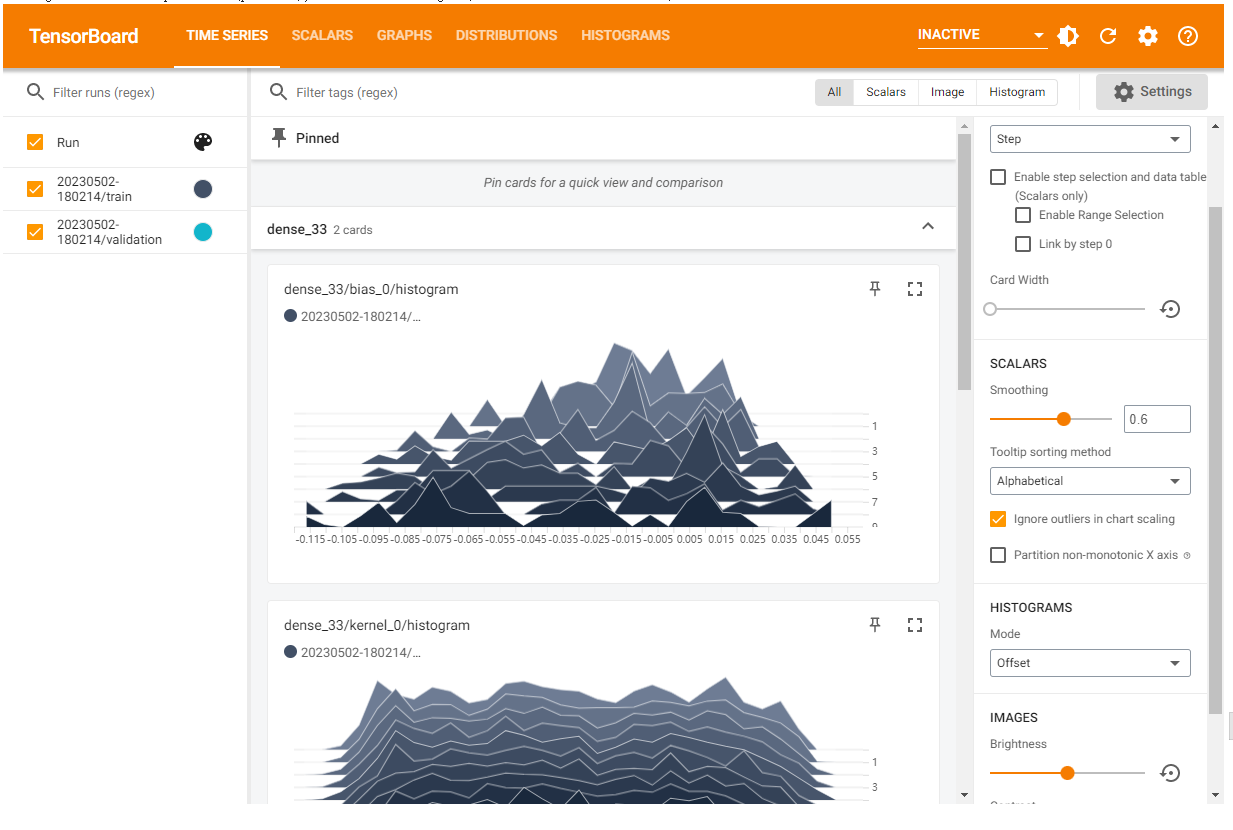 TensorBoard TIME SERIES SCALARS GRAPHS DISTRIBUTIONS HISTOGRAMS INACTIVE
Filter runs (regex)
Run
20230502-
180214/train
20230502-
180214/validation
Filter tags (regex) All Scalars Image Histogram Settings
Pinned
Pin cards for a quick view and comparison
dense_33 2 cards
dense_33/bias_0/histogram
20230502-180214/...
1
3
5
7
9
-0.115 -0.105 -0.095 -0.085 -0.075 -0.065 -0.055 -0.045 -0.035 -0.025 -0.015 -0.005 0.005 0.015 0.025 0.035 0.045 0.055
dense_33/kernel_0/histogram
20230502-180214/...
1
3
Step
Enable step selection and data table
(Scalars only)
Enable Range Selection
Link by step 0
Card Width
SCALARS
Smoothing
0.6
Tooltip sorting method
Alphabetical
Ignore outliers in chart scaling
Partition non-monotonic X axis
HISTOGRAMS
Mode
Offset
IMAGES
Brightness